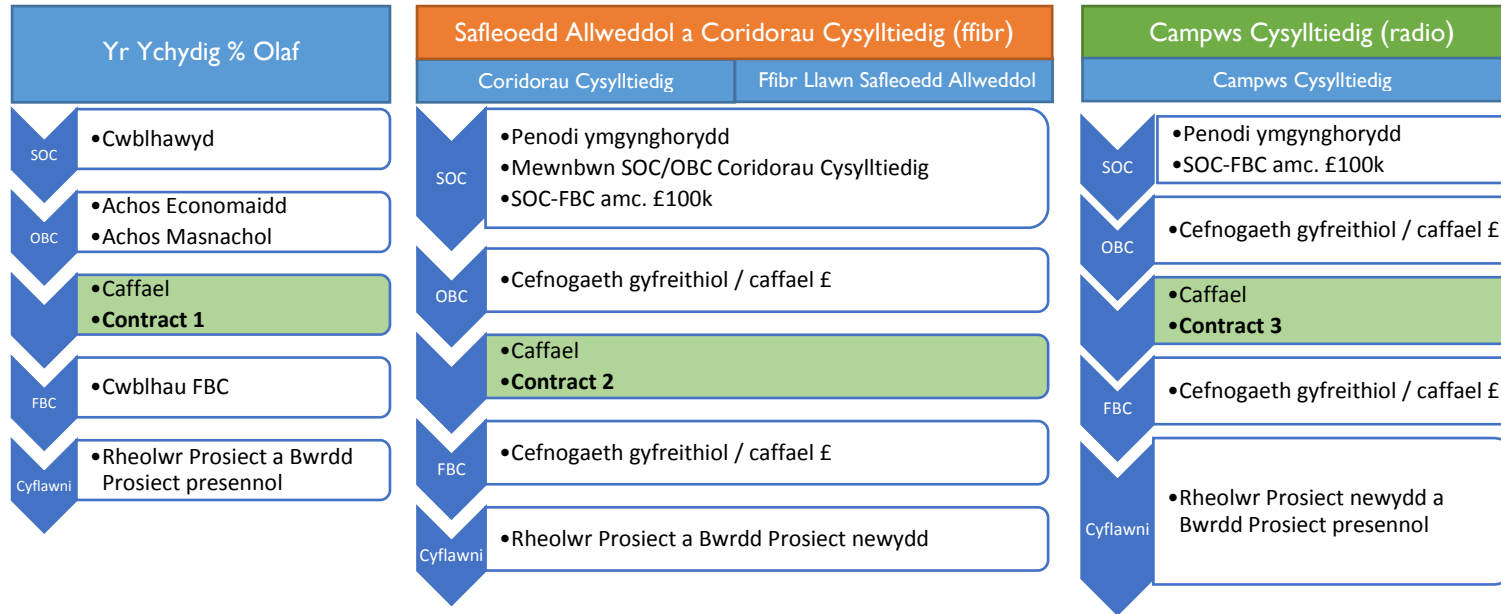 Yr Ychydig % Olaf
SOC
•Cwblhawyd
OBC
•Achos Economaidd
•Achos Masnachol
•Caffael
•Contract 1
FBC
•Cwblhau FBC
Cyflawni
•Rheolwr Prosiect a Bwrdd
Prosiect presennol
Safleoedd Allweddol a Coridorau Cysylltiedig (ffibr)
Coridorau Cysylltiedig
Ffibr Llawn Safleoedd Allweddol
SOC
•Penodi ymgynghorydd
•Mewnbwn SOC/OBC Coridorau Cysylltiedig
•SOC-FBC amc. £100k
OBC
•Cefnogaeth gyfreithiol / caffael £
•Caffael
•Contract 2
FBC
•Cefnogaeth gyfreithiol / caffael £
Cyflawni
•Rheolwr Prosiect a Bwrdd Prosiect newydd
Campws Cysylltiedig (radio)
Campws Cysylltiedig
SOC
•Penodi ymgynghorydd
•SOC-FBC amc. £100k
OBC
•Cefnogaeth gyfreithiol / caffael £
•Caffael
•Contract 3
FBC
•Cefnogaeth gyfreithiol / caffael £
Cyflawni
•Rheolwr Prosiect newydd a
Bwrdd Prosiect presennol